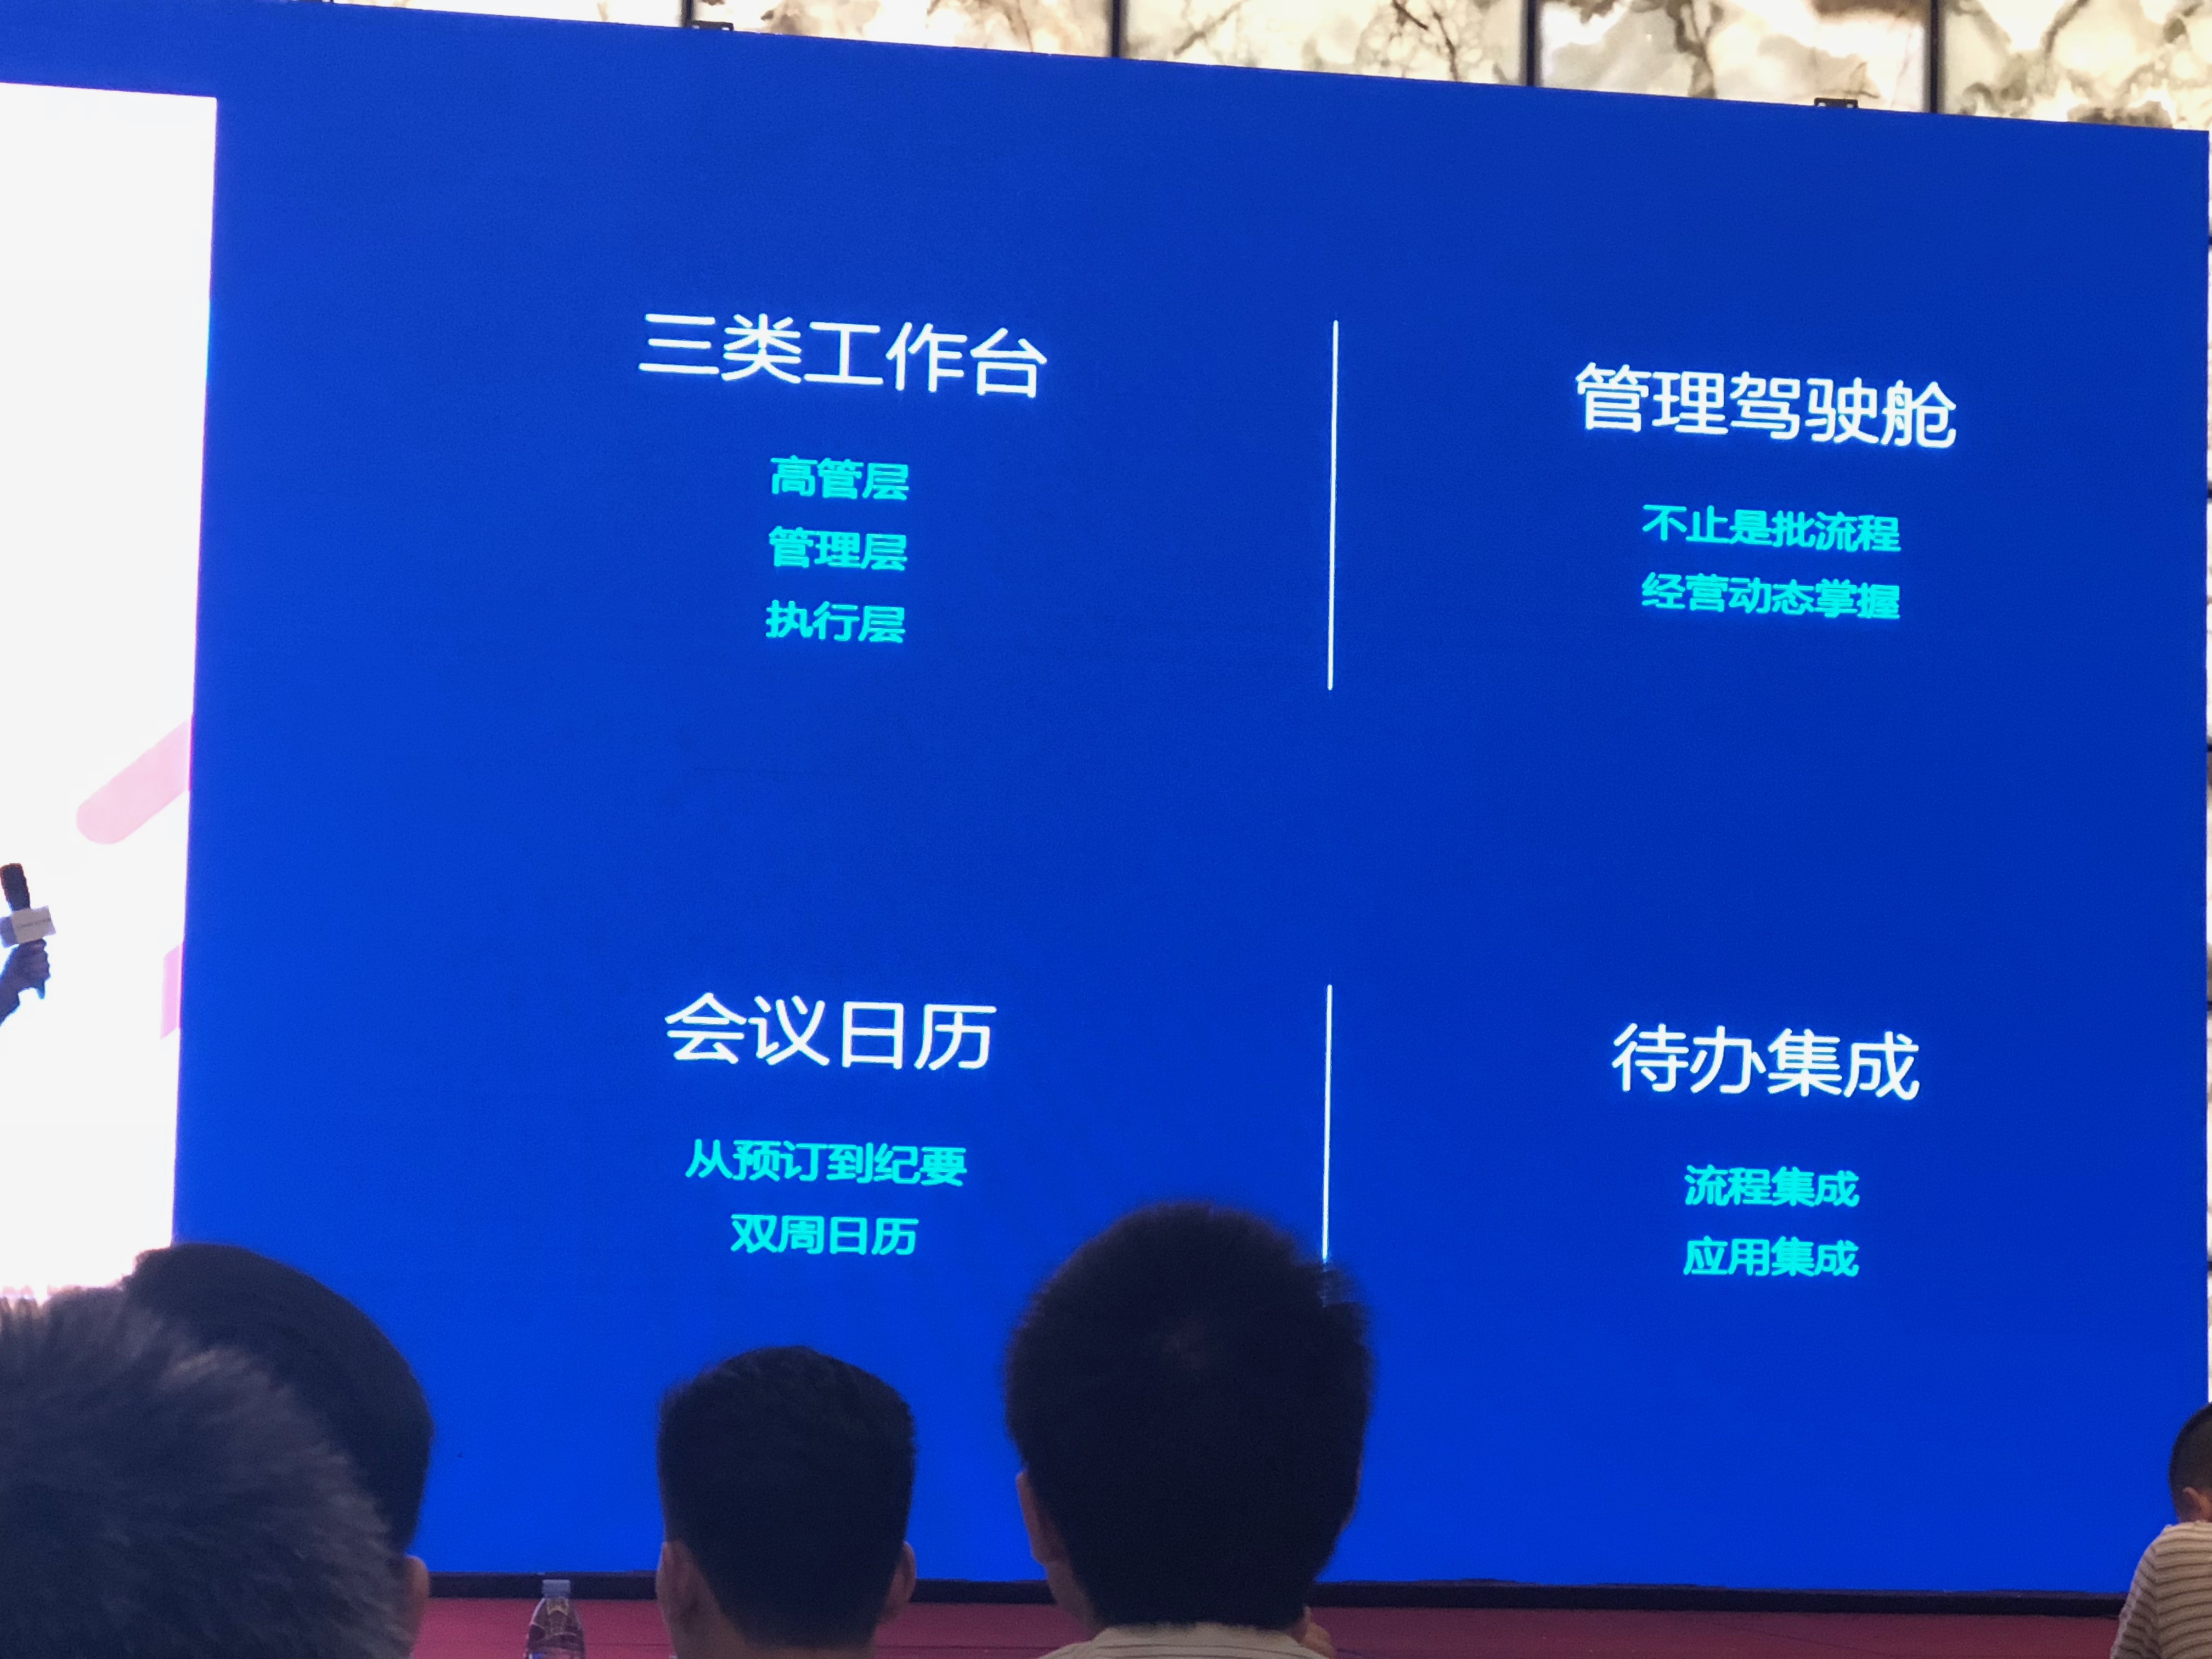 三类工作台
高管层
管理层
执行层
管理驾驶舱
不止是批流程
经营动态掌握
会议日历
从预订到纪要
双周日历
待办集成
流程集成
应用集成